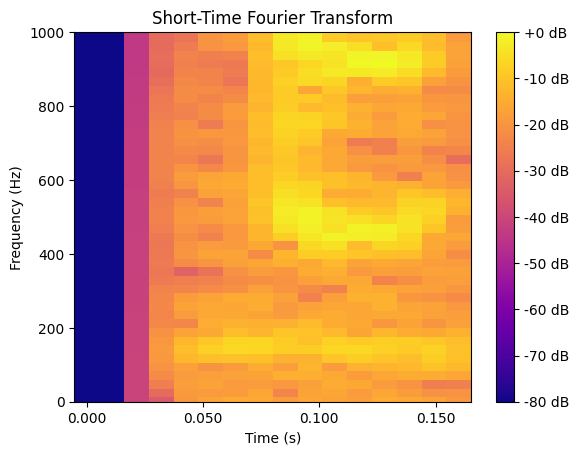 Short-Time Fourier Transform
1000
800
600
400
200
0
Frequency (Hz)
0.000
0.050
0.100
0.150
Time (s)
+0 dB
-10 dB
-20 dB
-30 dB
-40 dB
-50 dB
-60 dB
-70 dB
-80 dB